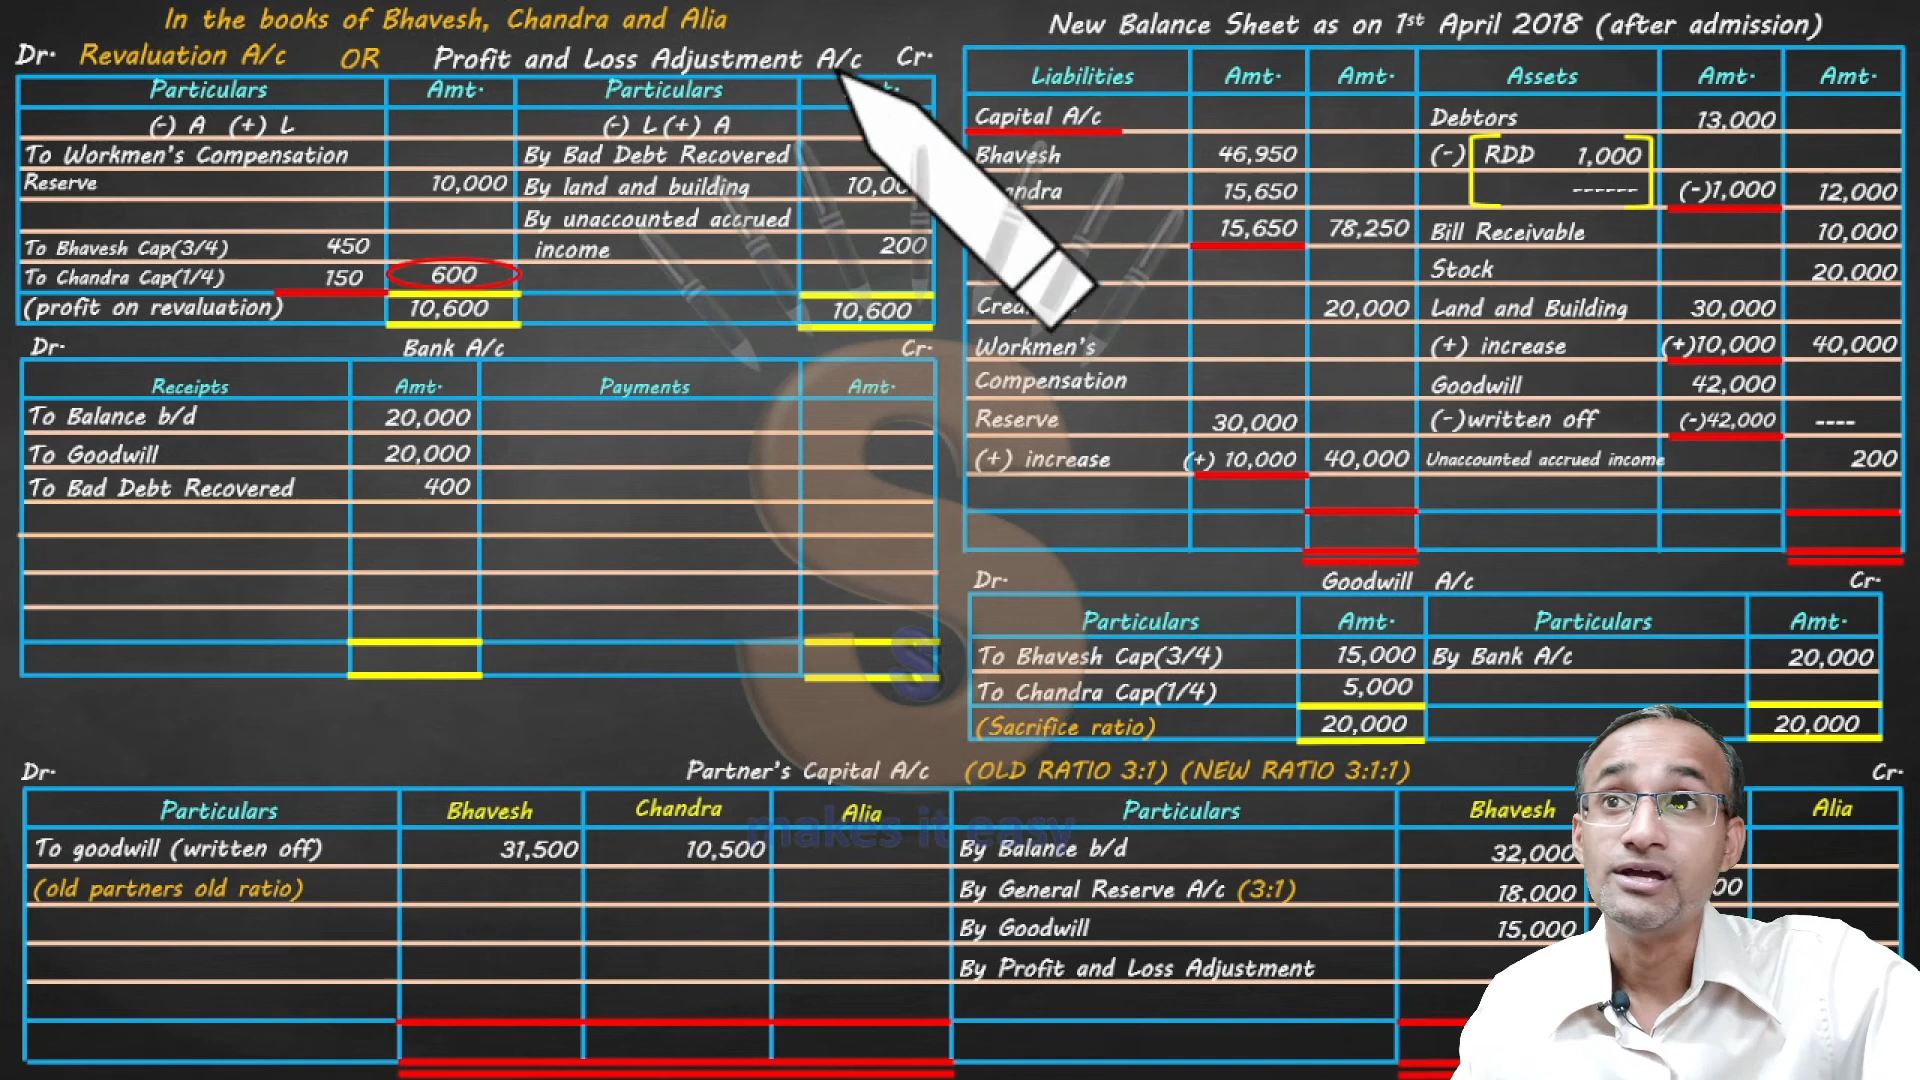 In the books of Bhavesh, Chandra and Alia
Dr. Revaluation A/c OR Profit and Loss Adjustment A/c Cr.
Particulars Amt. Particulars
(-) A (+) L (-) L (+) A
To Workmen's Compensation By Bad Debt Recovered
Reserve 10,000 By land and building
By unaccounted accrued
To Bhavesh Cap(3/4) 450 income 200
To Chandra Cap(1/4) 150 600
(profit on revaluation) 10,600 10,600
Dr. Bank A/c Cr.
Receipts Amt. Payments Amt.
To Balance b/d 20,000
To Goodwill 20,000
To Bad Debt Recovered 400
New Balance Sheet as on 1st April 2018 (after admission)
Liabilities Amt. Amt. Assets Amt. Amt.
Capital A/c Debtors 13,000
Bhavesh 46,950 (-) RDD 1,000
15,650 ------ (-)1,000 12,000
15,650 78,250 Bill Receivable 10,000
Stock 20,000
20,000 Land and Building 30,000
Workmen's (+) increase (+)10,000 40,000
Compensation Goodwill 42,000
Reserve 30,000 (-)written off (-)42,000 ----
(+) increase (+) 10,000 40,000 Unaccounted accrued income 200
Dr. Goodwill A/c Cr.
Particulars Amt. Particulars Amt.
To Bhavesh Cap(3/4) 15,000 By Bank A/c 20,000
To Chandra Cap(1/4) 5,000
(Sacrifice ratio) 20,000 20,000
Dr. Partner's Capital A/c (OLD RATIO 3:1) (NEW RATIO 3:1:1) Cr.
Particulars Bhavesh Chandra Alia Particulars Bhavesh Alia
To goodwill (written off) 31,500 10,500 By Balance b/d 32,000
(old partners old ratio) By General Reserve A/c (3:1) 18,000
By Goodwill 15,000
By Profit and Loss Adjustment
S
makes it easy